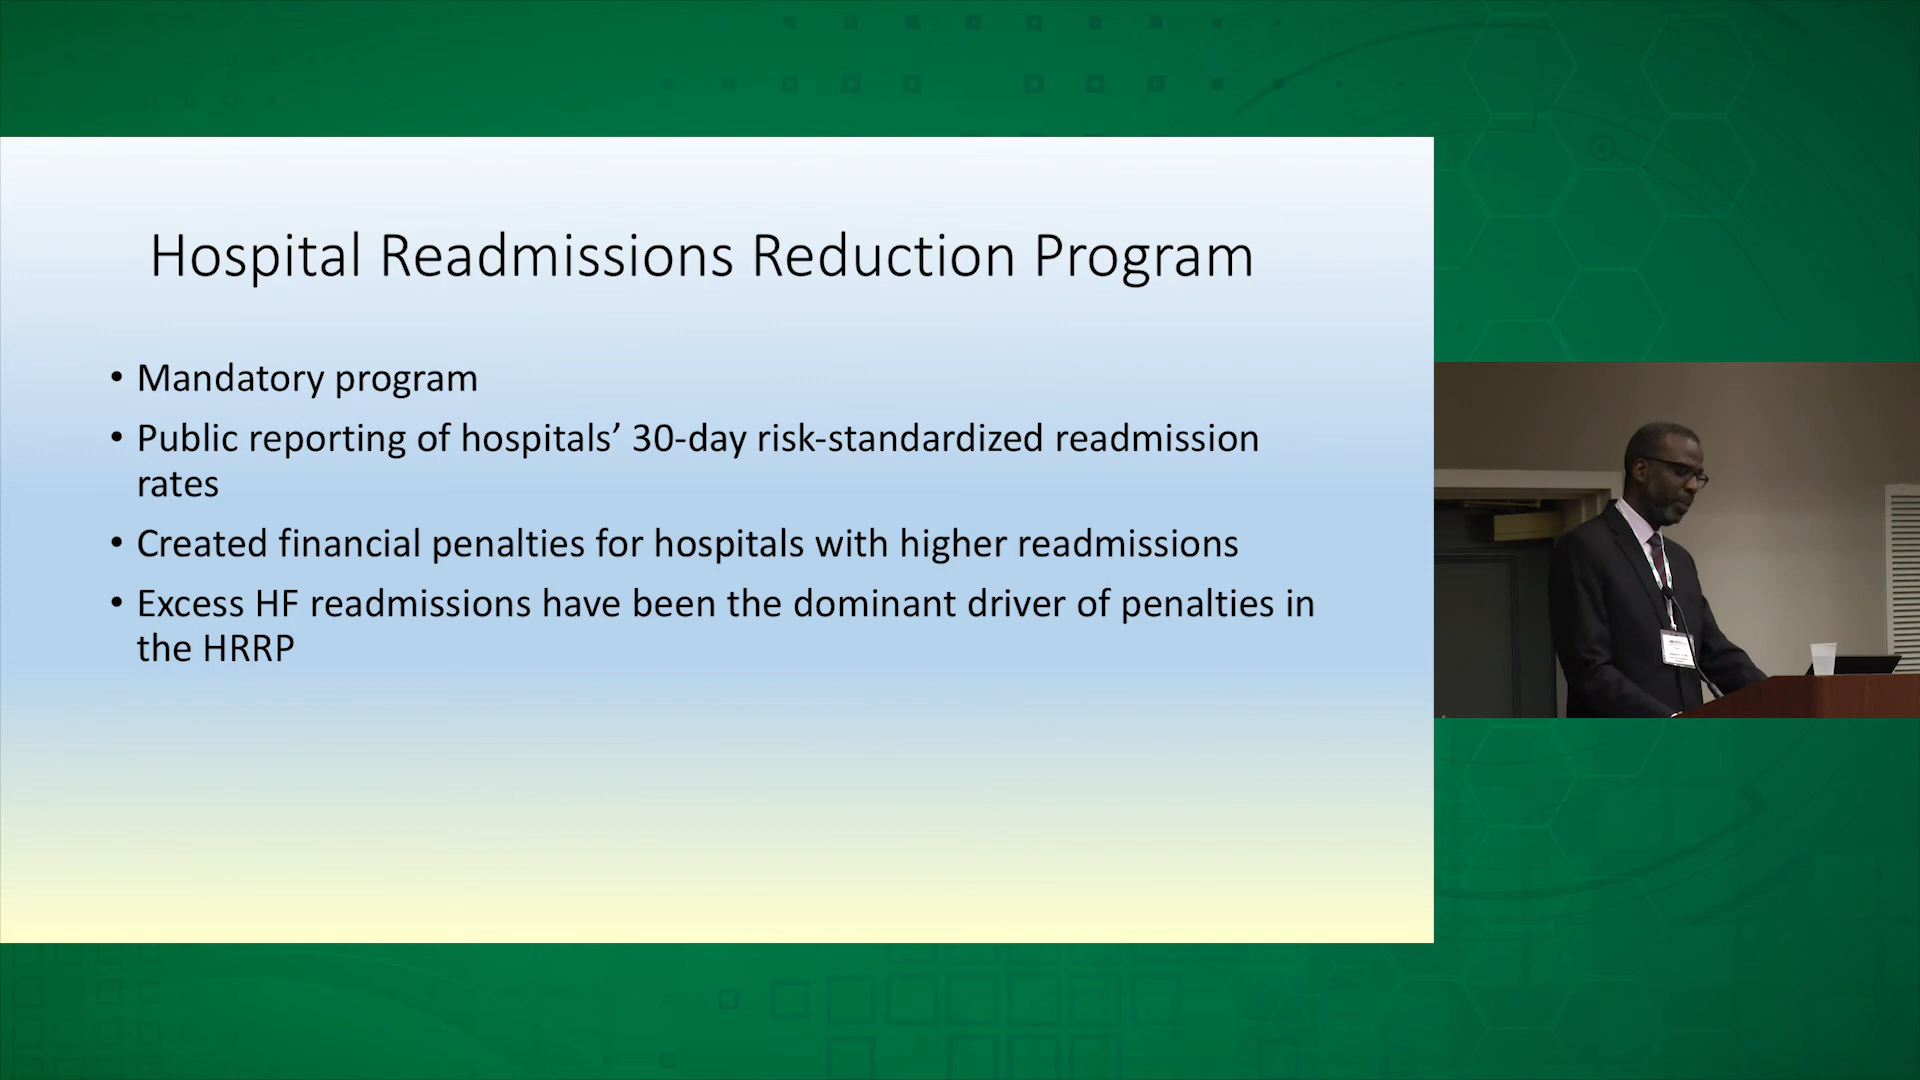 Hospital Readmissions Reduction Program
• Mandatory program
• Public reporting of hospitals’ 30-day risk-standardized readmission
rates
• Created financial penalties for hospitals with higher readmissions
• Excess HF readmissions have been the dominant driver of penalties in
the HRRP